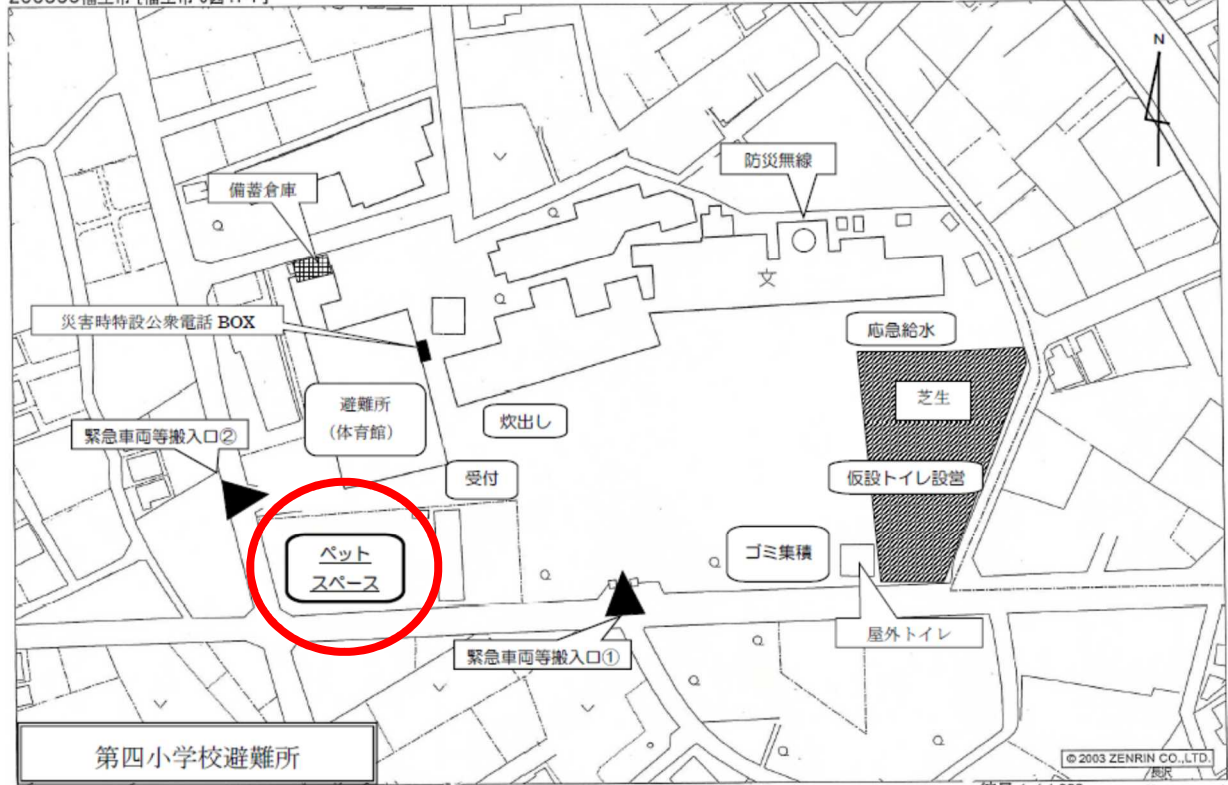 N
防災無線
備蓄倉庫
文
災害時特設公衆電話 BOX
応急給水
避難所
(体育館)
芝生
炊出し
緊急車両等搬入口②
受付
仮設トイレ設営
ペット
スペース
ゴミ集積
屋外トイレ
緊急車両等搬入口①
第四小学校避難所
© 2003 ZENRIN CO.,LTD.